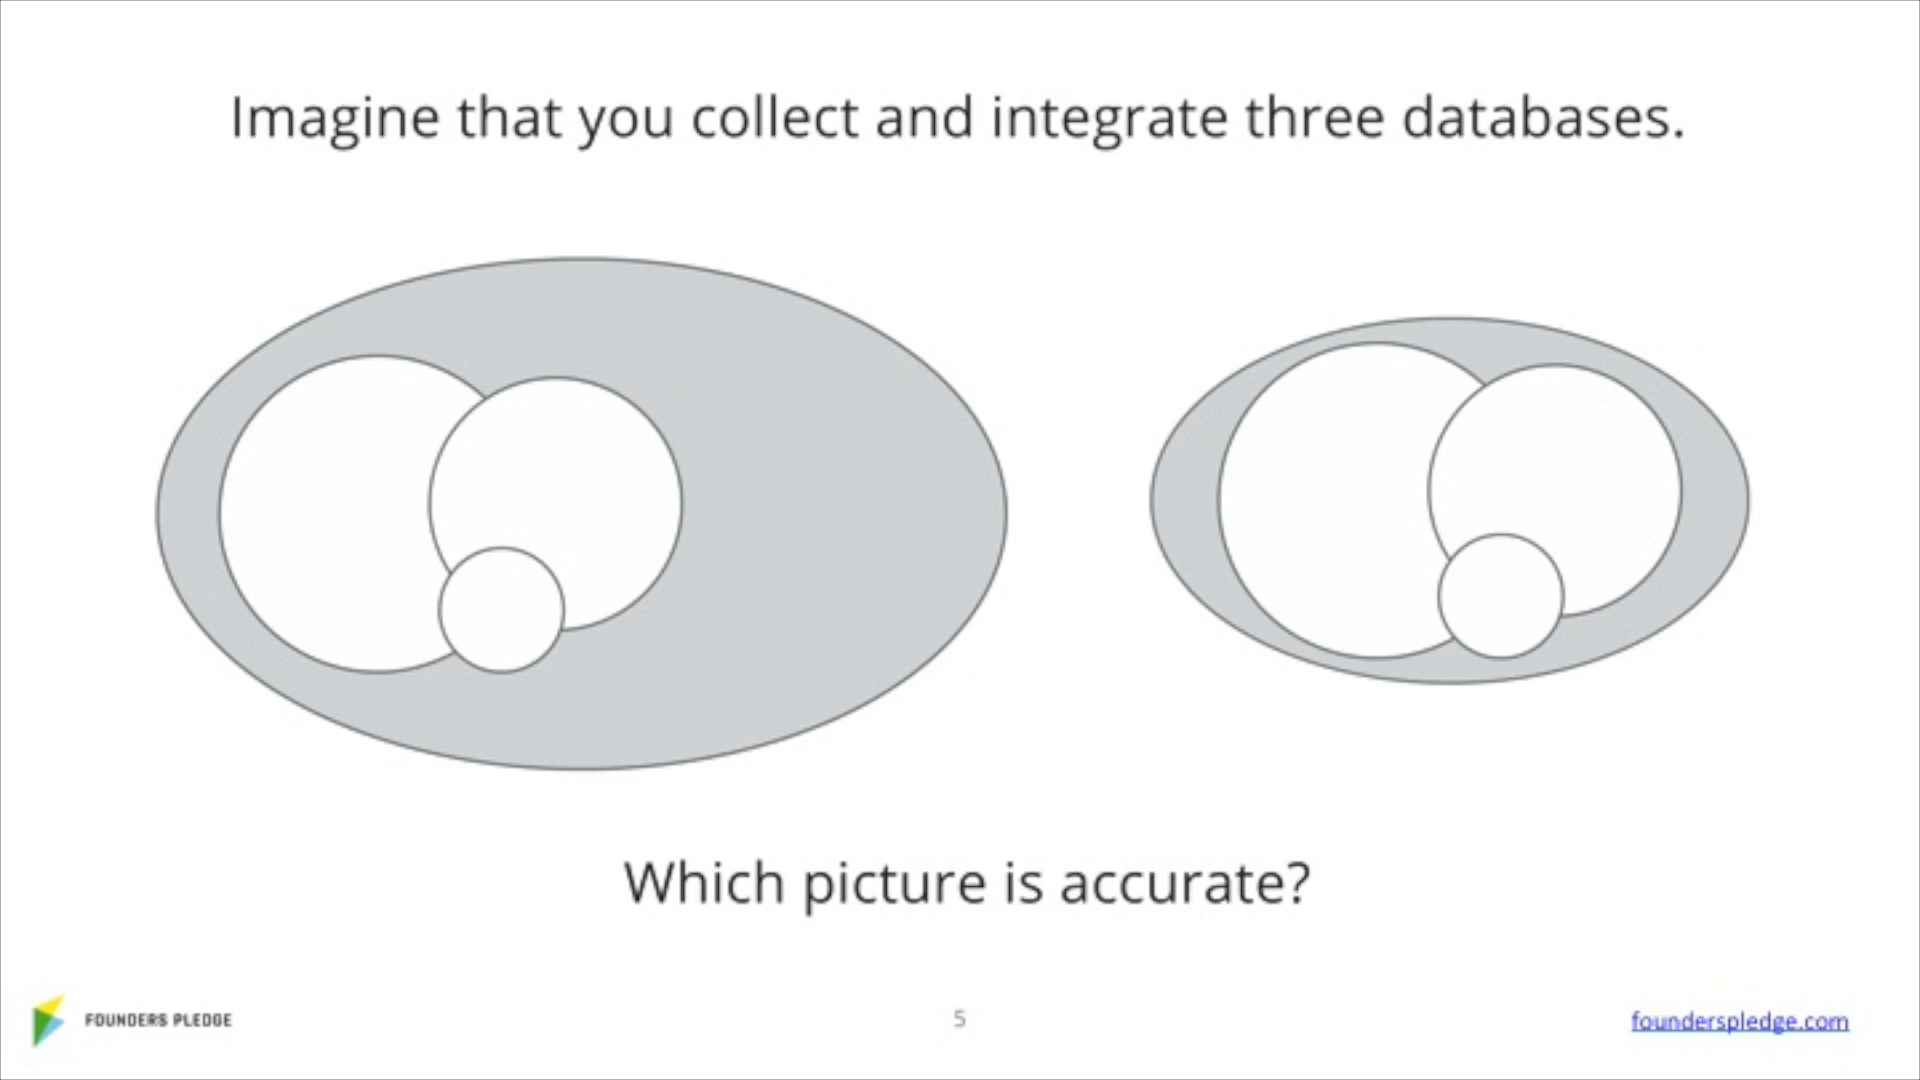 Imagine that you collect and integrate three databases.
Which picture is accurate?
FOUNDERS PLEDGE
5
founderspledge.com